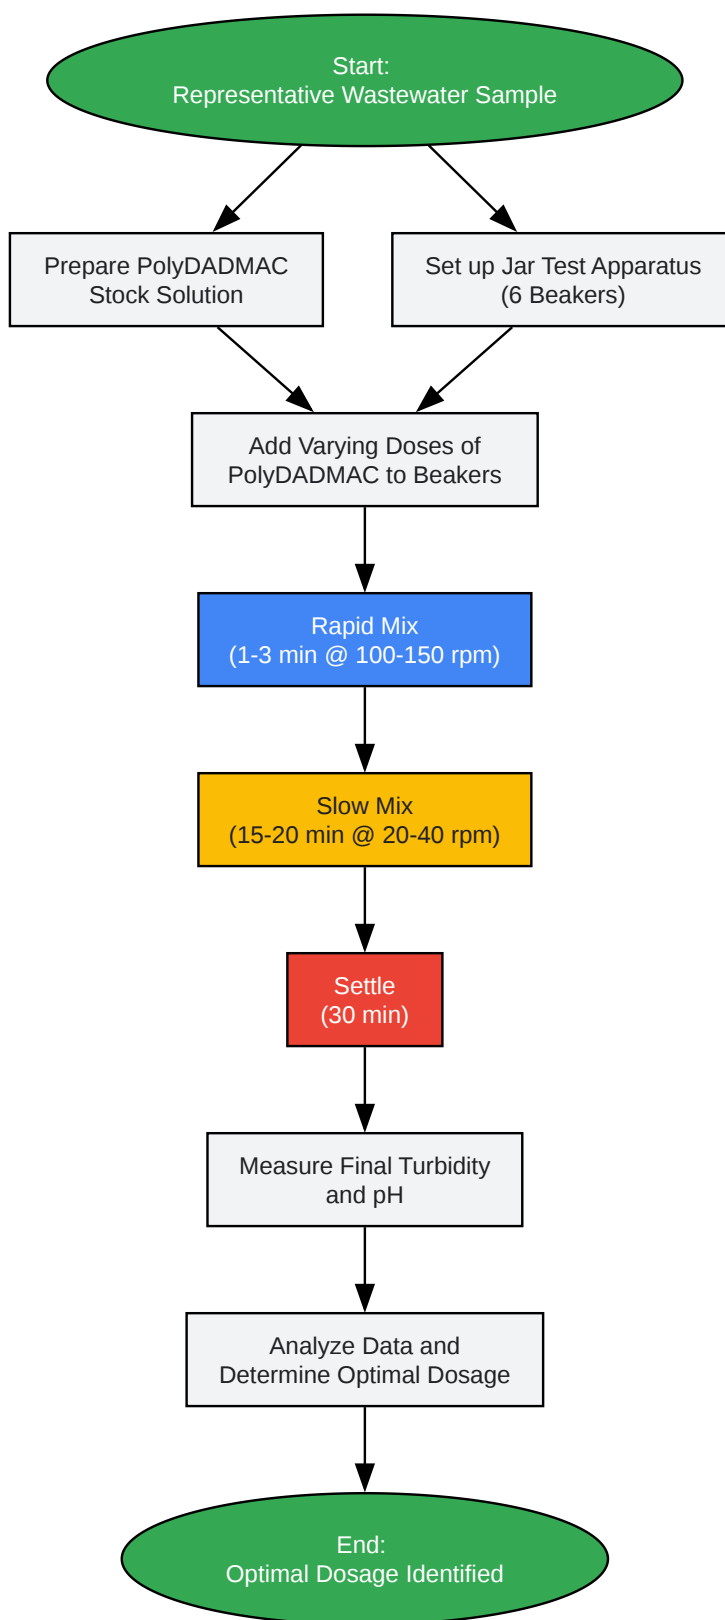 Start:
Representative Wastewater Sample
Prepare PolyDADMAC
Stock Solution
Set up Jar Test Apparatus
(6 Beakers)
Add Varying Doses of
PolyDADMAC to Beakers
Rapid Mix
(1-3 min @ 100-150 rpm)
Slow Mix
(15-20 min @ 20-40 rpm)
Settle
(30 min)
Measure Final Turbidity
and pH
Analyze Data and
Determine Optimal Dosage
End:
Optimal Dosage Identified